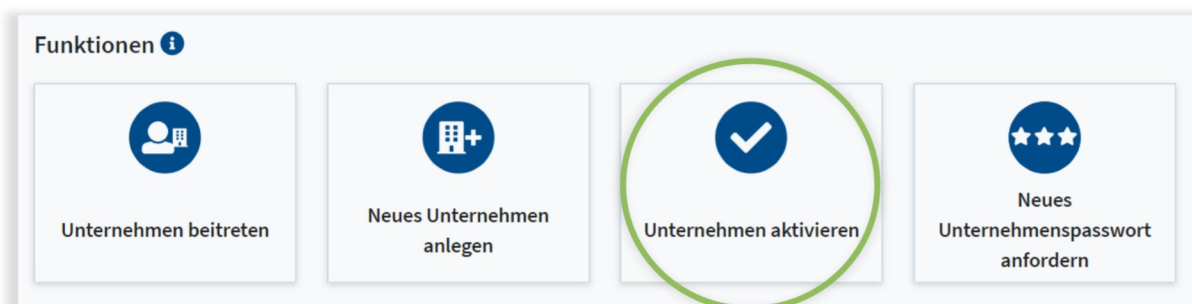 Funktionen
Unternehmen beitreten
Neues Unternehmen
anlegen
Unternehmen aktivieren
Neues
Unternehmenspasswort
anfordern